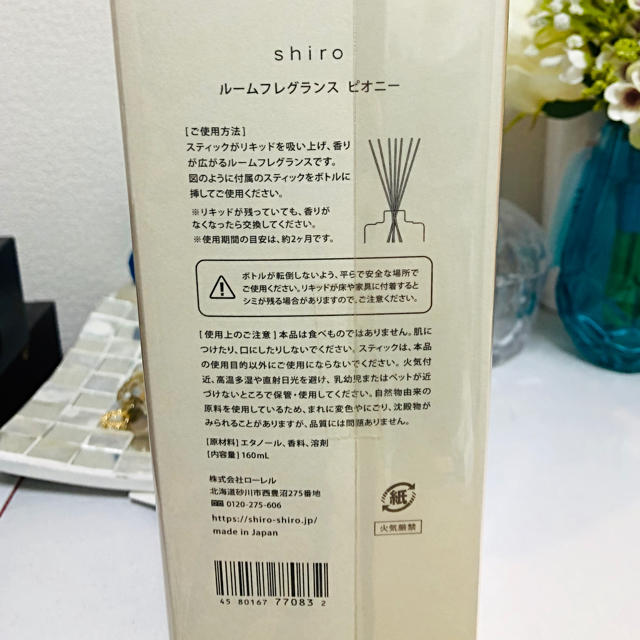 shiro
ルームフレグランス ピオニー
[ご使用方法]
スティックがリキッドを吸い上げ、香り
が広がるルームフレグランスです。
図のように付属のスティックをボトルに
挿してご使用ください。
※リキッドが残っていても、香りが
なくなったら交換してください。
※使用期間の目安は、約2ヶ月です。
ボトルが転倒しないよう、平らで安全な場所で
ご使用ください。リキッドが床や家具に付着すると
シミが残る場合がありますので、ご注意ください。
[使用上のご注意] 本品は食べものではありません。肌に
つけたり、口にしたりしないでください。スティックは、本品
の使用目的以外にご使用にならないでください。火気付
近、高温多湿や直射日光を避け、乳幼児またはペットが近
づけないところで保管・使用してください。自然物由来の
原料を使用しているため、まれに変色やにごり、沈殿物が
みられることがありますが、品質には問題ありません。
[原材料] エタノール、香料、溶剤
[内容量] 160mL
株式会社ローレル
北海道砂川市西豊沼275番地
0120-275-606
https://shiro-shiro.jp/
made in Japan
紙
火気厳禁
4 580167 770832